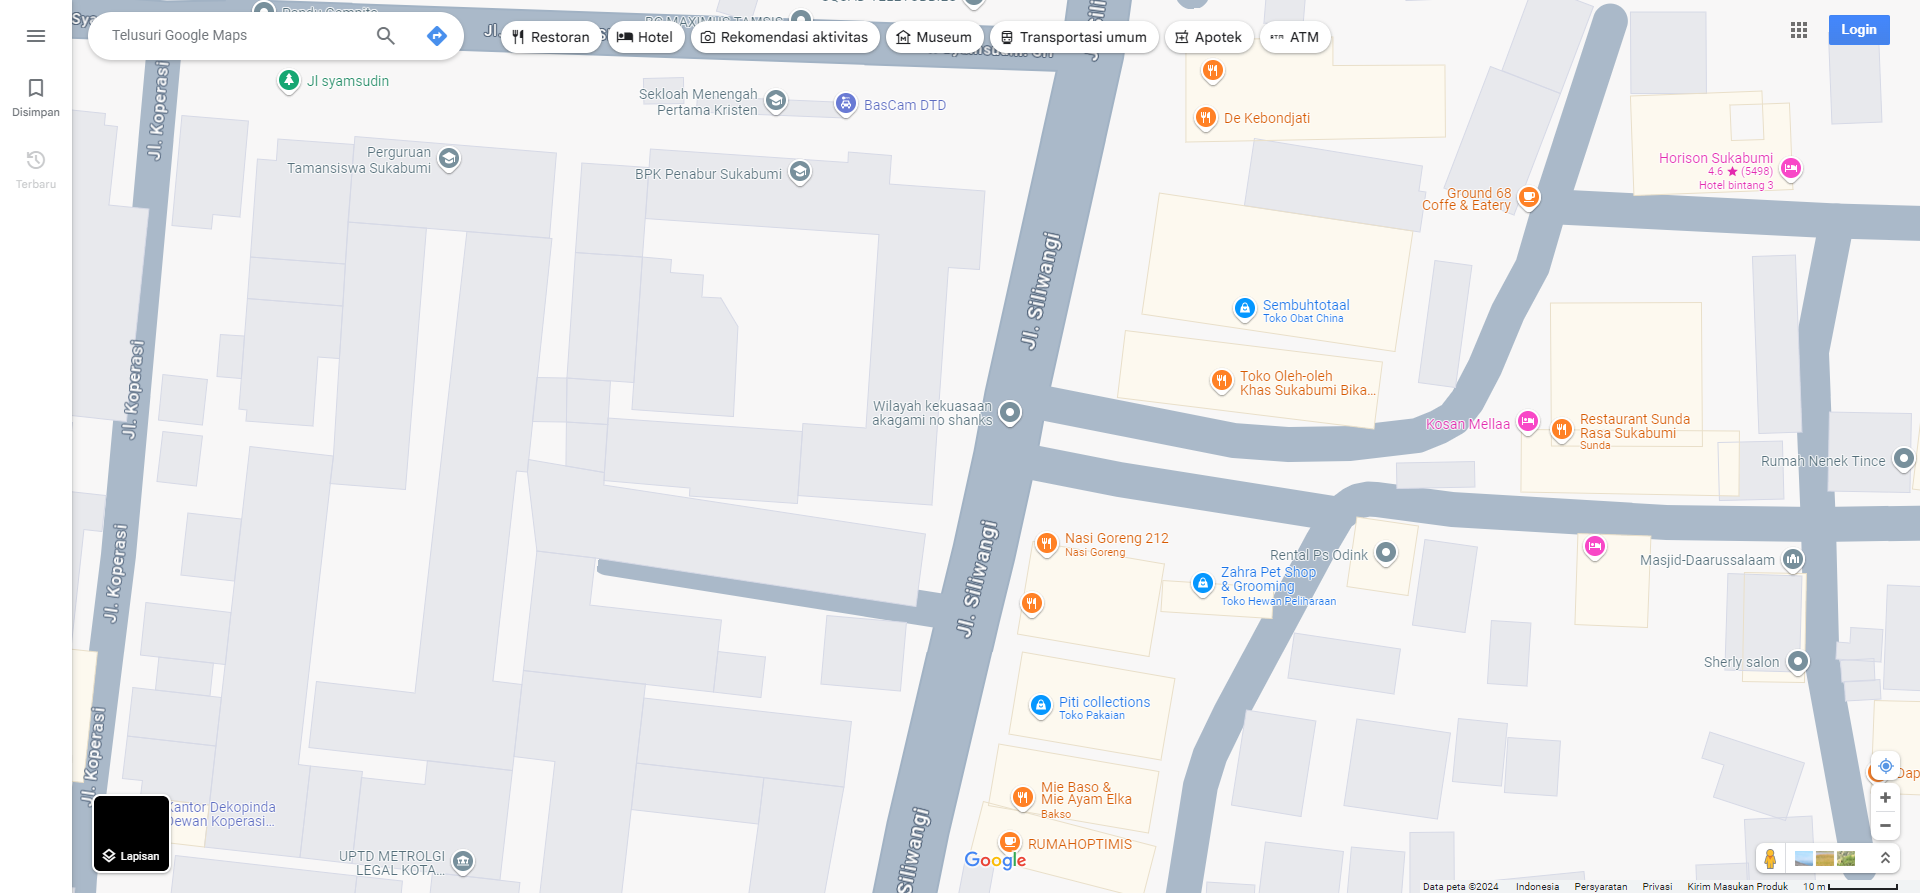 Telusuri Google Maps
Restoran
Hotel
Rekomendasi aktivitas
Museum
Transportasi umum
Apotek
ATM
Login
Disimpan
Terbaru
Jl syamsudin
Sekloah Menengah
Pertama Kristen
BasCam DTD
De Kebondjati
Perguruan
Tamansiswa Sukabumi
BPK Penabur Sukabumi
Horison Sukabumi
4.6 ★ (5498)
Hotel bintang 3
Ground 68
Coffe & Eatery
Jl. Koperasi
Jl. Siliwangi
Sembuhtotaal
Toko Obat China
Toko Oleh-oleh
Khas Sukabumi Bika...
Jl. Koperasi
Wilayah kekuasaan
akagami no shanks
Kosan Mellaa
Restaurant Sunda
Rasa Sukabumi
Sunda
Rumah Nenek Tince
Nasi Goreng 212
Nasi Goreng
Rental Ps Odink
Zahra Pet Shop
& Grooming
Toko Hewan Peliharaan
Masjid-Daarussalaam
Jl. Koperasi
Jl. Siliwangi
Sherly salon
Piti collections
Toko Pakaian
Jl. Koperasi
Mie Baso &
Mie Ayam Elka
Bakso
Kantor Dekopinda
Dewan Koperasi...
Siliwangi
RUMAHOPTIMIS
UPTD METROLGI
LEGAL KOTA...
Lapisan
Google
Data peta ©2024
Indonesia
Persyaratan
Privasi
Kirim Masukan Produk
10 m